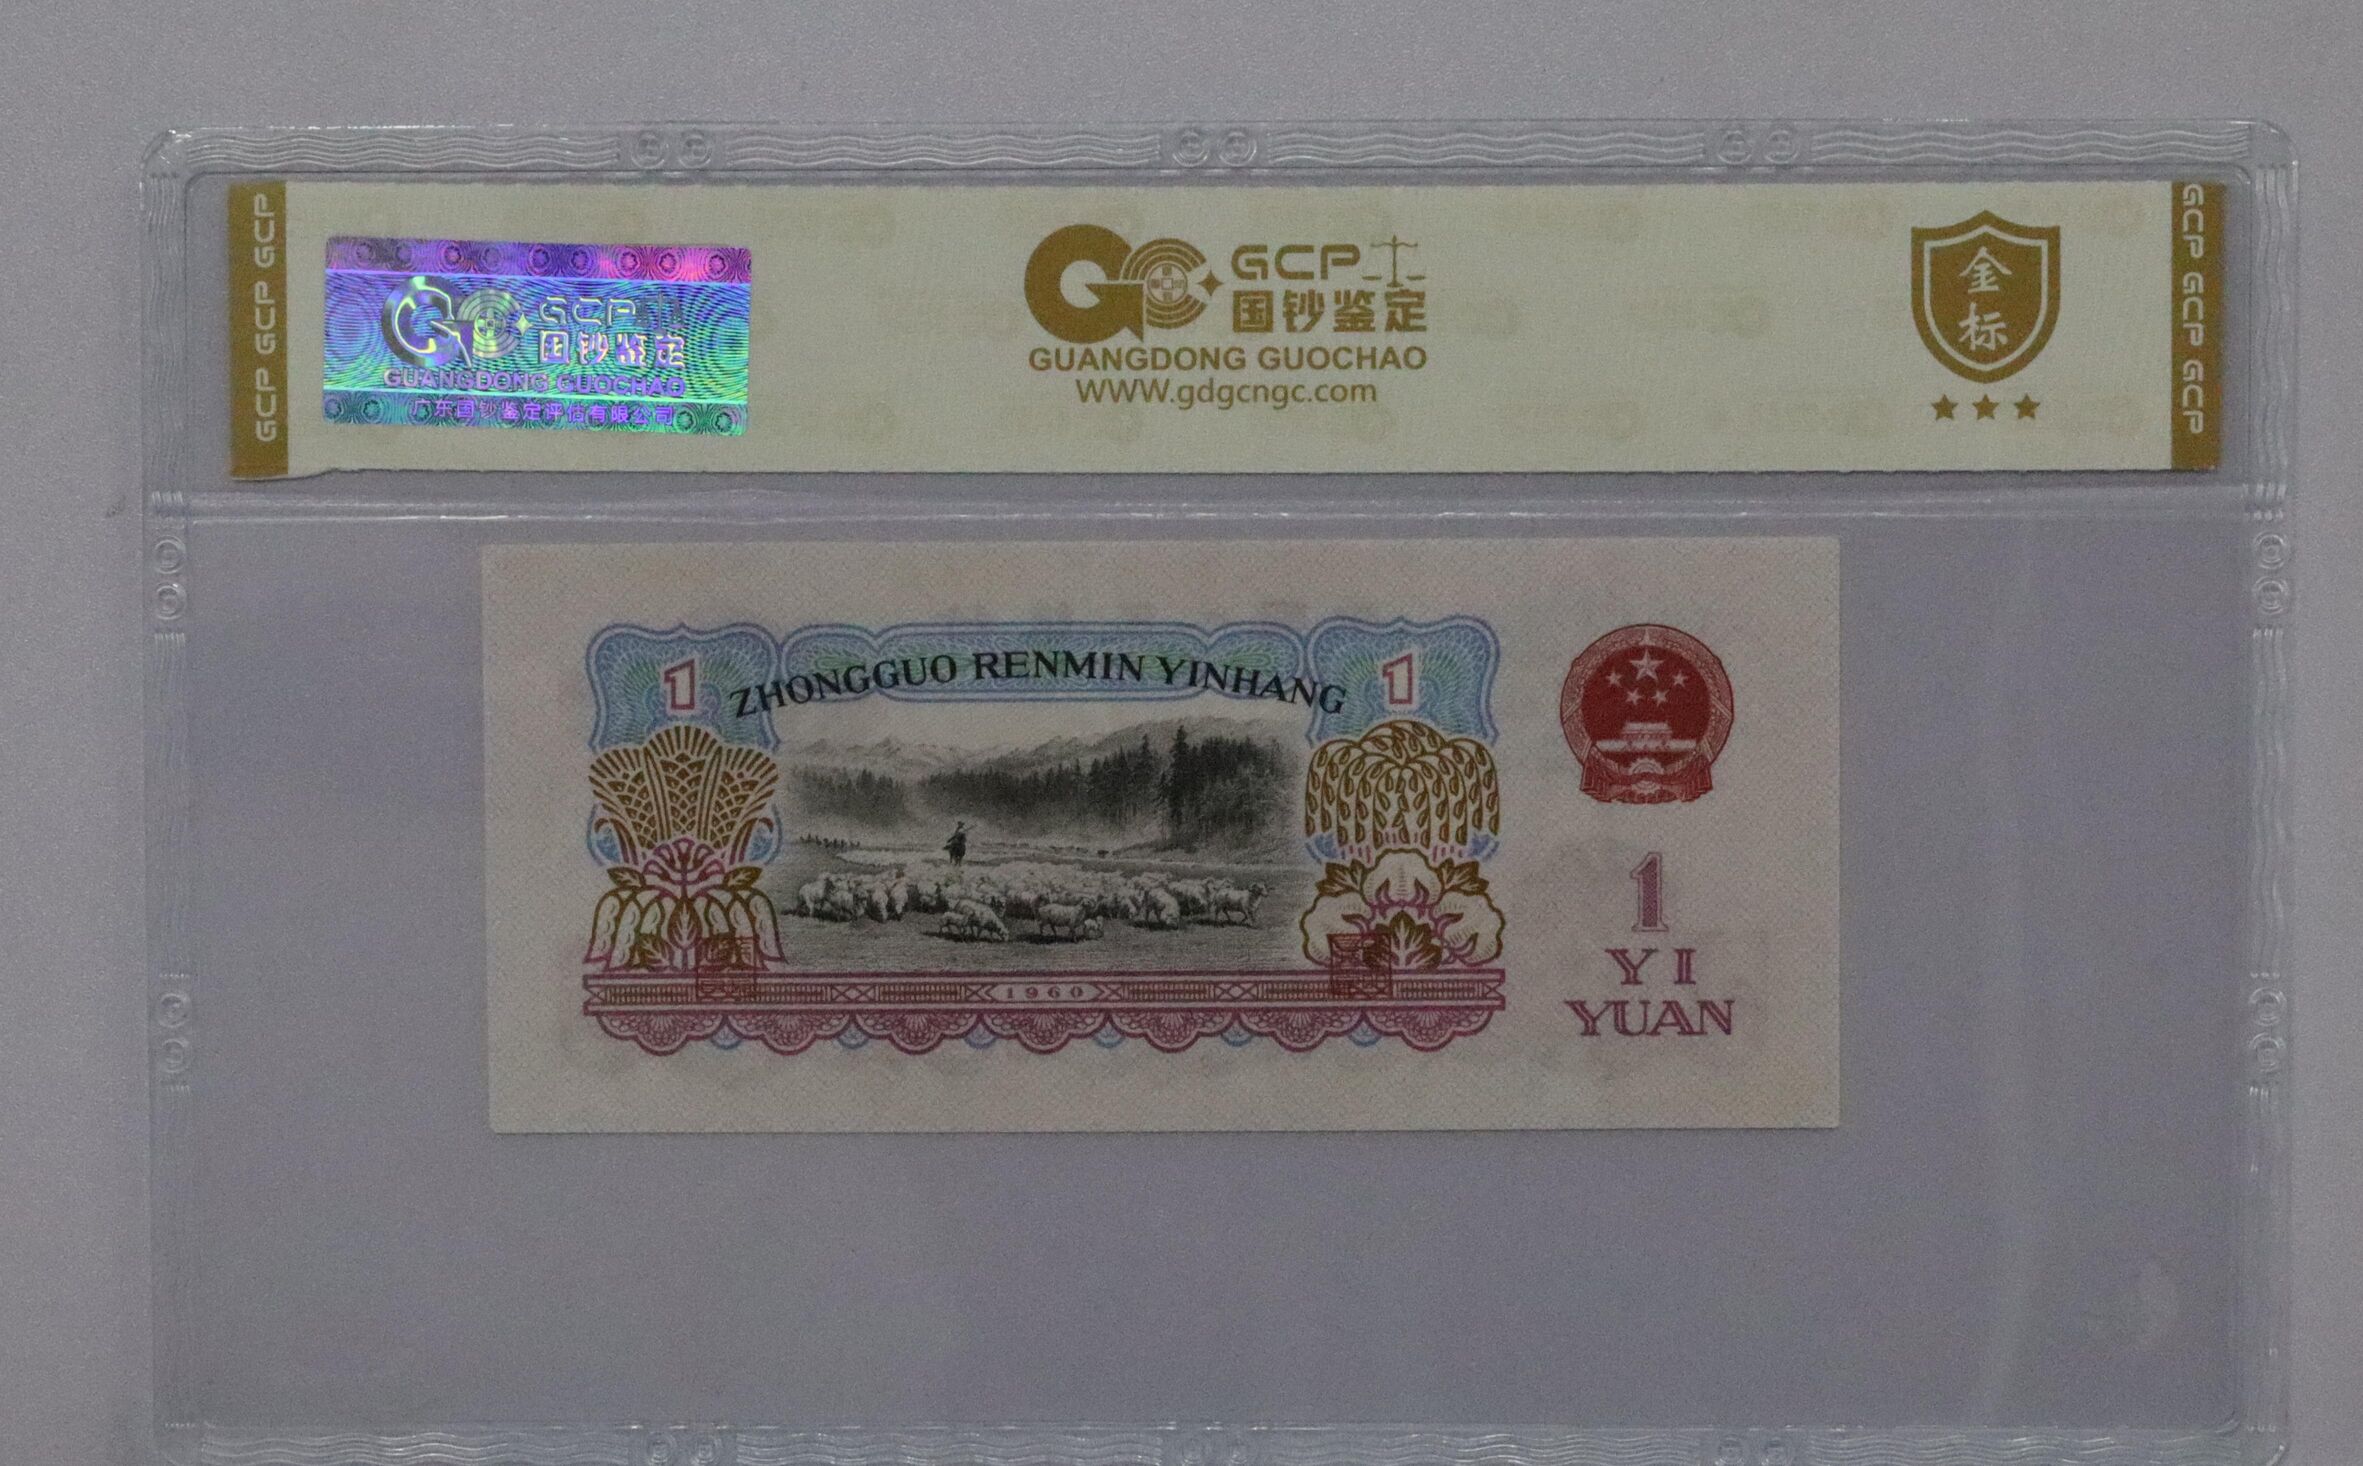 GCP GCP GCP
GCP
国钞鉴定
GUANGDONG GUOCHAO
广东国钞鉴定评估有限公司
GCP
国钞鉴定
GUANGDONG GUOCHAO
WWW.gdgcngc.com
金
标
GCP GCP GCP
1
ZHONGGUO RENMIN YINHANG
1
1
YI
YUAN
1960